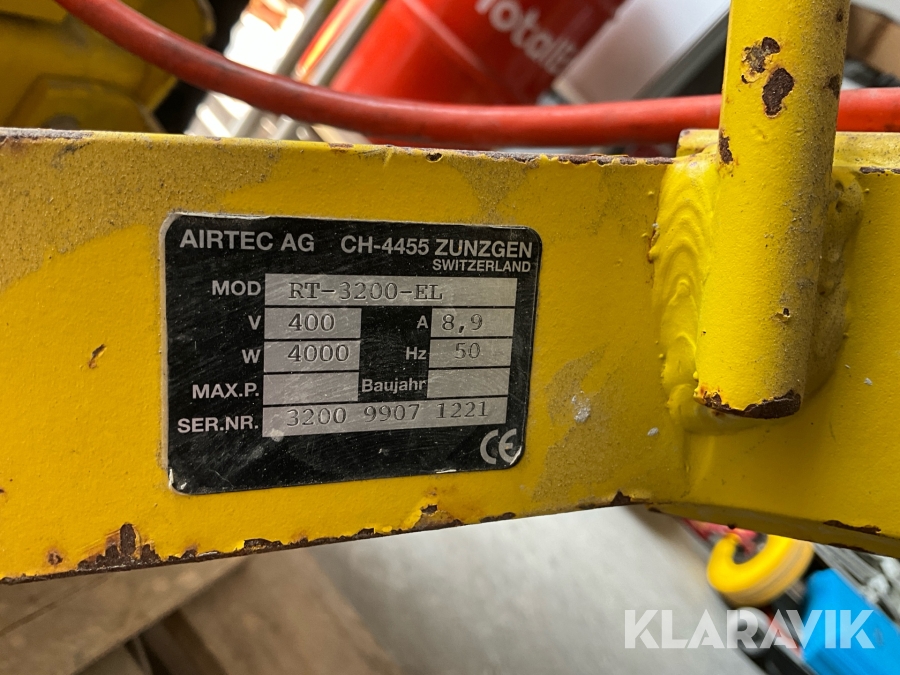 otalE
AIRTEC AG CH-4455 ZUNZGEN
SWITZERLAND
MOD RT-3200-EL
V 400 A 8,9
W 4000 Hz 50
MAX.P. Baujahr
SER.NR. 3200 9907 1221
CE
KLARAVIK